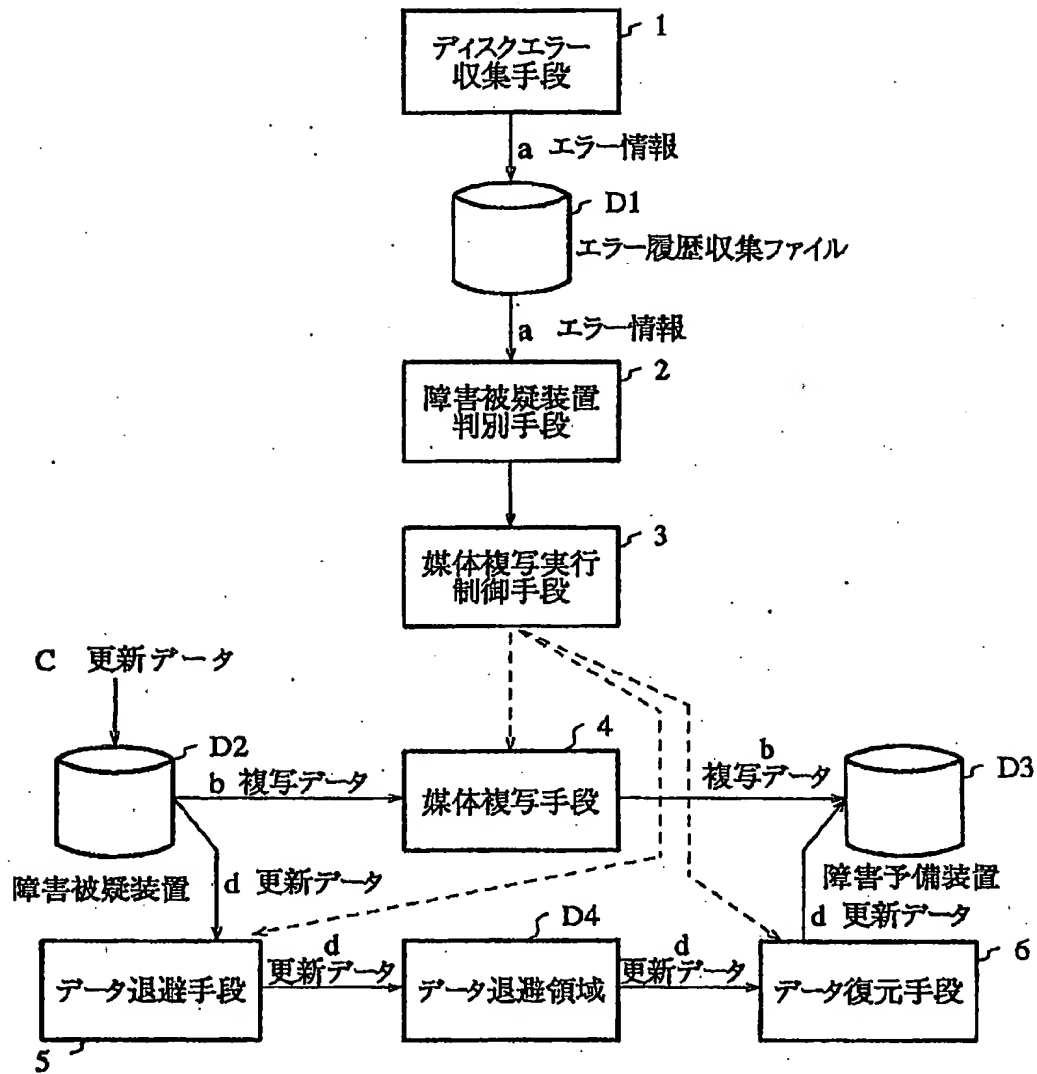 1
ディスクエラー
収集手段
a エラー情報
D1
エラー履歴収集ファイル
a エラー情報
2
障害被疑装置
判別手段
3
媒体複写実行
制御手段
C 更新データ
D2
b 複写データ
4
媒体複写手段
b
複写データ
D3
障害被疑装置
d 更新データ
障害予備装置
d 更新データ
データ退避手段
5
d
更新データ
D4
データ退避領域
d
更新データ
データ復元手段
6